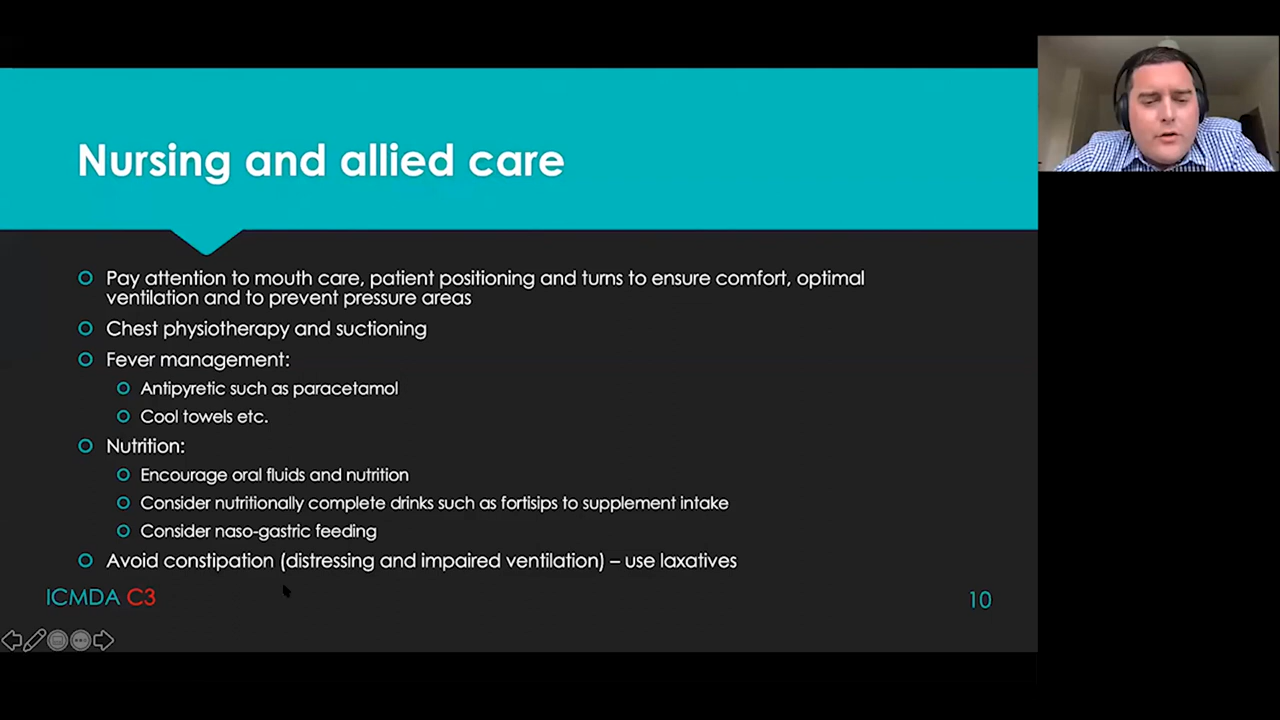 Nursing and allied care
Pay attention to mouth care, patient positioning and turns to ensure comfort, optimal
ventilation and to prevent pressure areas
Chest physiotherapy and suctioning
Fever management:
Antipyretic such as paracetamol
Cool towels etc.
Nutrition:
Encourage oral fluids and nutrition
Consider nutritionally complete drinks such as fortisips to supplement intake
Consider naso-gastric feeding
Avoid constipation (distressing and impaired ventilation) – use laxatives
ICMDA C3
10